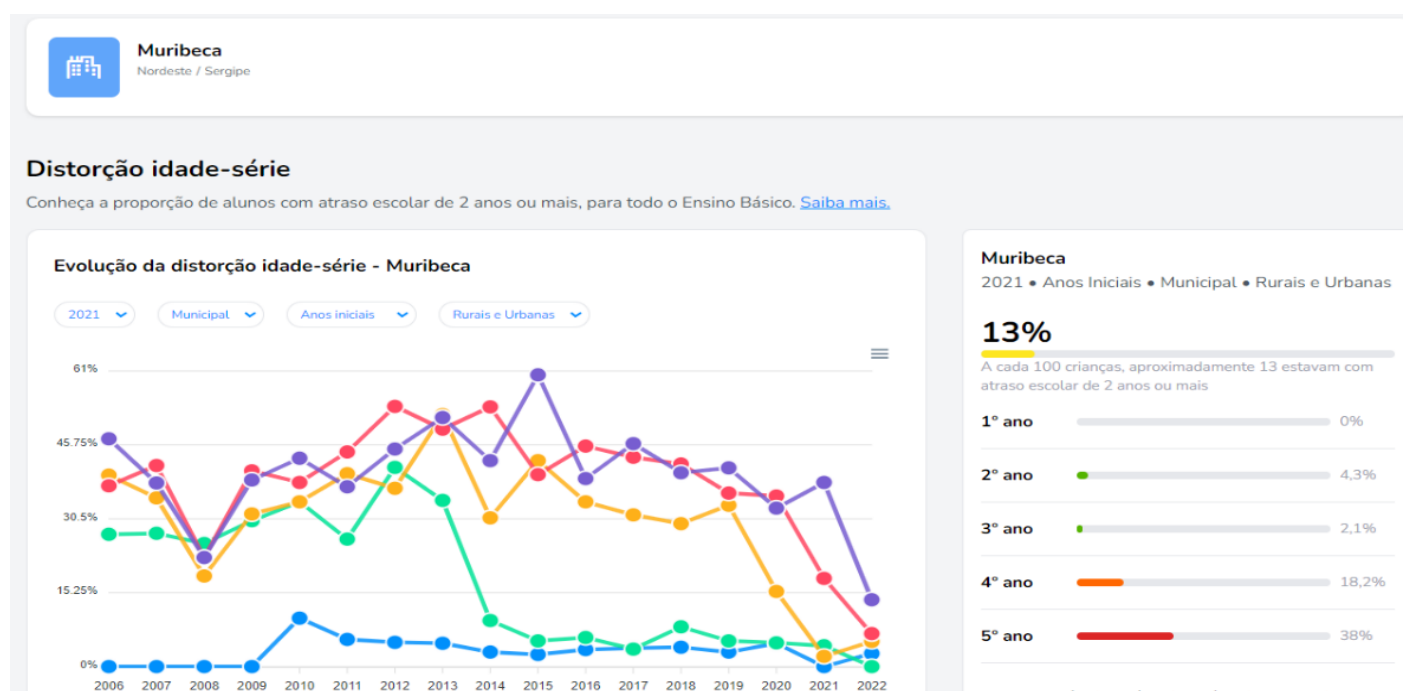 Muribeca
Nordeste / Sergipe
Distorção idade-série
Conheça a proporção de alunos com atraso escolar de 2 anos ou mais, para todo o Ensino Básico. Saiba mais.
Evolução da distorção idade-série - Muribeca
2021 Municipal Anos iniciais Rurais e Urbanas
61%
45.75%
30.5%
15.25%
0%
2006 2007 2008 2009 2010 2011 2012 2013 2014 2015 2016 2017 2018 2019 2020 2021 2022
Muribeca
2021 • Anos Iniciais • Municipal • Rurais e Urbanas
13%
A cada 100 crianças, aproximadamente 13 estavam com
atraso escolar de 2 anos ou mais
1º ano 0%
2º ano 4,3%
3º ano 2,1%
4º ano 18,2%
5º ano 38%